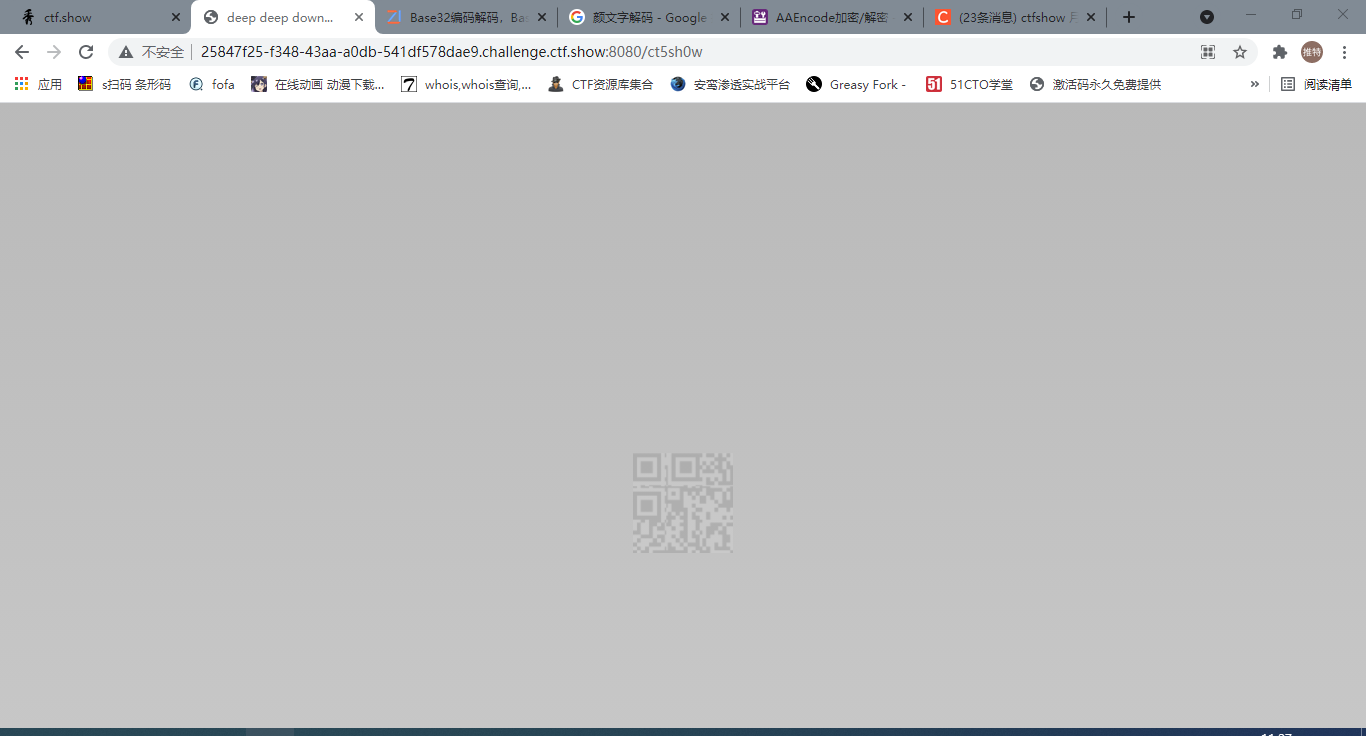 ctf.show
deep deep down...
Base32编码解码，Bas
颜文字解码 - Google
AAEncode加密/解密
(23条消息) ctfshow
不安全
25847f25-f348-43aa-a0db-541df578dae9.challenge.ctf.show:8080/ct5sh0w
推特
应用
s扫码 条形码
fofa
在线动画 动漫下载...
whois,whois查询,...
CTF资源库集合
安鸾渗透实战平台
Greasy Fork -
51CTO学堂
激活码永久免费提供
»
阅读清单